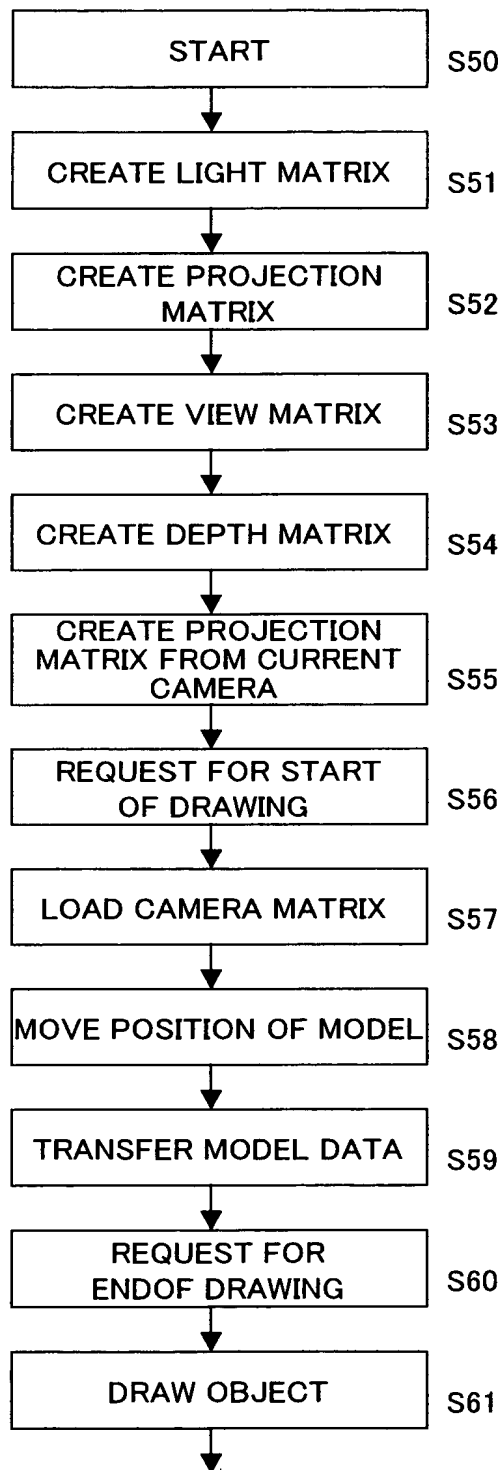 START
S50
CREATE LIGHT MATRIX
S51
CREATE PROJECTION
MATRIX
S52
CREATE VIEW MATRIX
S53
CREATE DEPTH MATRIX
S54
CREATE PROJECTION
MATRIX FROM CURRENT
CAMERA
S55
REQUEST FOR START
OF DRAWING
S56
LOAD CAMERA MATRIX
S57
MOVE POSITION OF MODEL
S58
TRANSFER MODEL DATA
S59
REQUEST FOR
ENDOF DRAWING
S60
DRAW OBJECT
S61